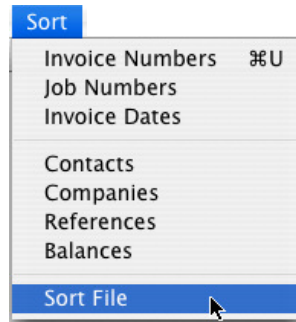 Sort
Invoice Numbers ⌘U
Job Numbers
Invoice Dates
Contacts
Companies
References
Balances
Sort File